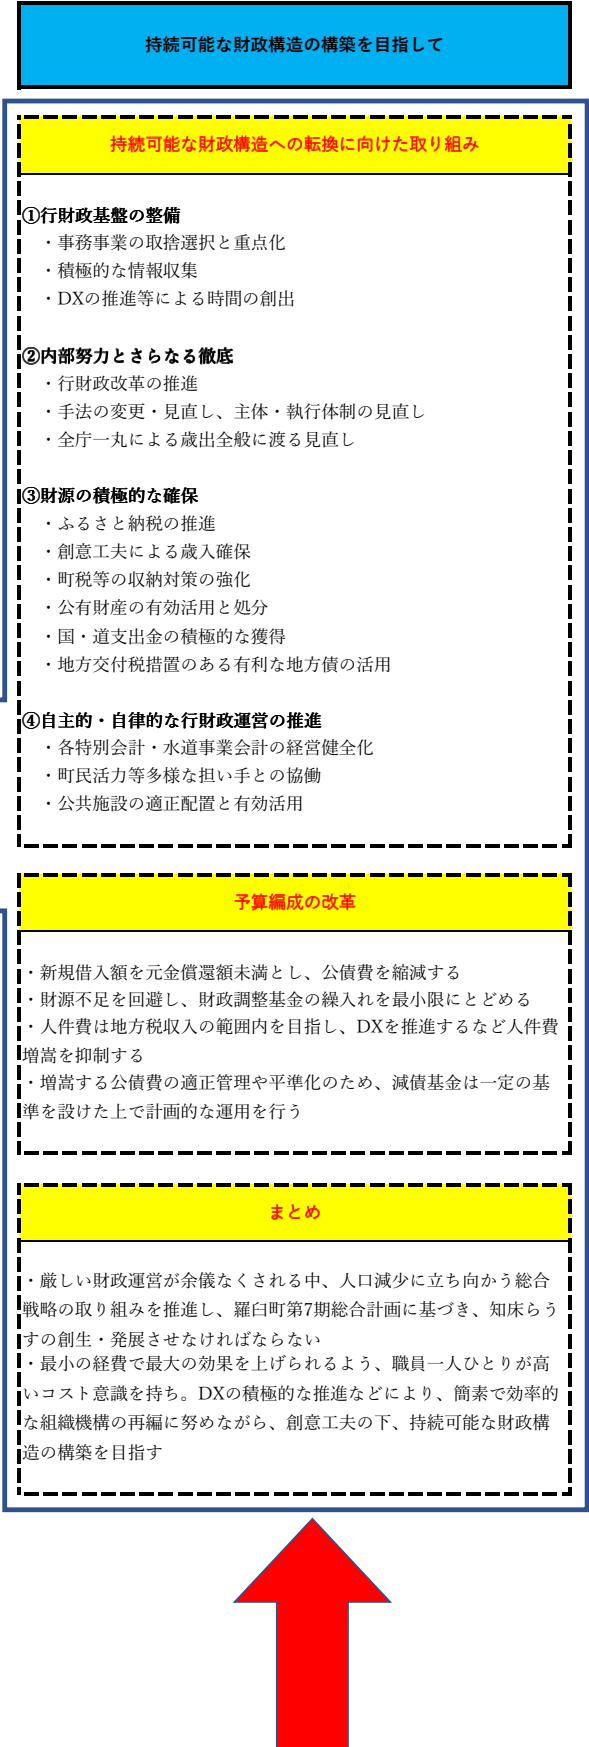 持続可能な財政構造の構築を目指して
持続可能な財政構造への転換に向けた取り組み
①行財政基盤の整備
・事務事業の取捨選択と重点化
・積極的な情報収集
・DXの推進等による時間の創出
②内部努力とさらなる徹底
・行財政改革の推進
・手法の変更・見直し、主体・執行体制の見直し
・全庁一丸による歳出全般に渡る見直し
③財源の積極的な確保
・ふるさと納税の推進
・創意工夫による歳入確保
・町税等の収納対策の強化
・公有財産の有効活用と処分
・国・道支出金の積極的な獲得
・地方交付税措置のある有利な地方債の活用
④自主的・自律的な行財政運営の推進
・各特別会計・水道事業会計の経営健全化
・町民活力等多様な担い手との協働
・公共施設の適正配置と有効活用
予算編成の改革
・新規借入額を元金償還額未満とし、公債費を縮減する
・財源不足を回避し、財政調整基金の繰入れを最小限にとどめる
・人件費は地方税収入の範囲内を目指し、DXを推進するなど人件費
増嵩を抑制する
・増嵩する公債費の適正管理や平準化のため、減債基金は一定の基
準を設けた上で計画的な運用を行う
まとめ
・厳しい財政運営が余儀なくされる中、人口減少に立ち向かう総合
戦略の取り組みを推進し、羅臼町第7期総合計画に基づき、知床らう
すの創生・発展させなければならない
・最小の経費で最大の効果を上げられるよう、職員一人ひとりが高
いコスト意識を持ち。DXの積極的な推進などにより、簡素で効率的
な組織機構の再編に努めながら、創意工夫の下、持続可能な財政構
造の構築を目指す